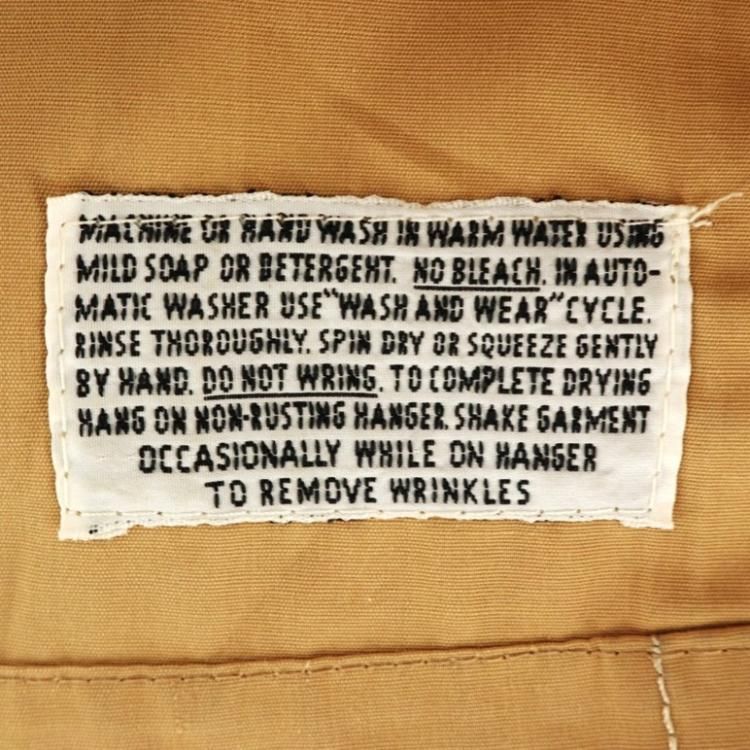 MACHINE OR HAND WASH IN WARM WATER USING
MILD SOAP OR DETERGENT. NO BLEACH. IN AUTO-
MATIC WASHER USE "WASH AND WEAR" CYCLE.
RINSE THOROUGHLY. SPIN DRY OR SQUEEZE GENTLY
BY HAND. DO NOT WRING. TO COMPLETE DRYING
HANG ON NON-RUSTING HANGER. SHAKE GARMENT
OCCASIONALLY WHILE ON HANGER
TO REMOVE WRINKLES